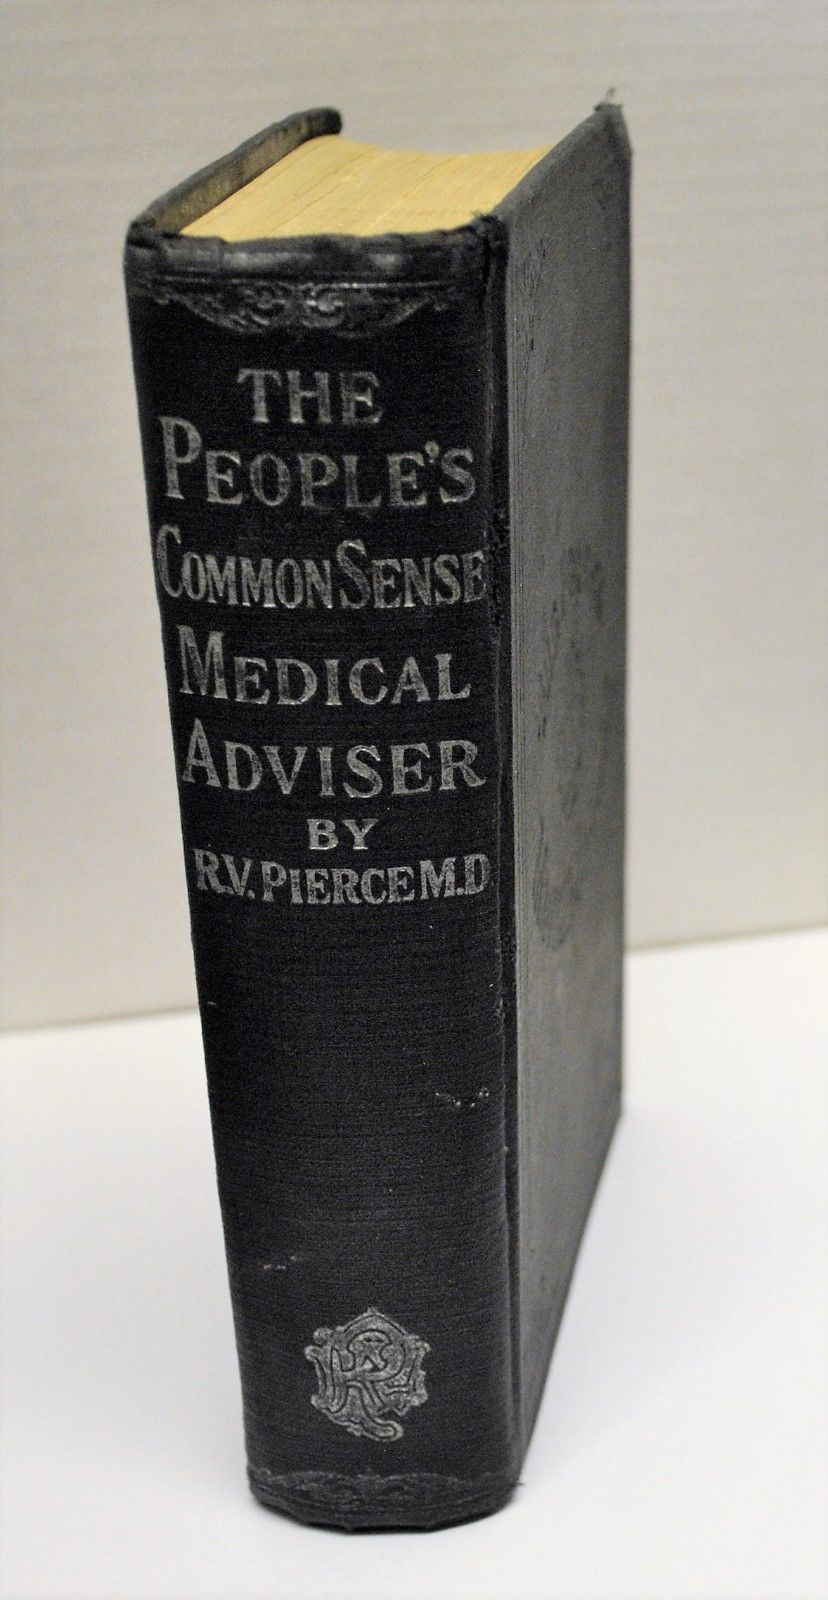 THE
PEOPLE'S
COMMON SENSE
MEDICAL
ADVISER
BY
R.V. PIERCE M.D